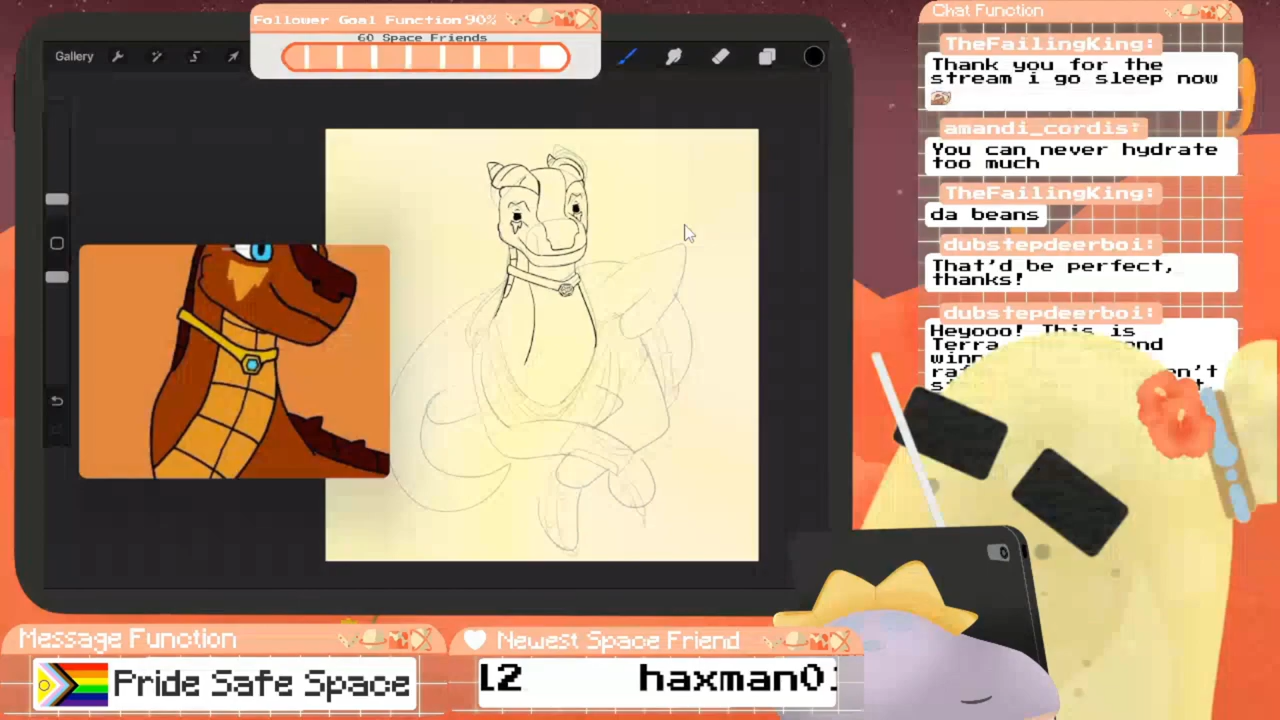 Follower Goal Function 90%
60 Space Friends
Gallery
Chat Function
TheFailingKing:
Thank you for the
stream i go sleep now
amandi_cordis:
You can never hydrate
too much
TheFailingKing:
da beans
dubstepdeerboi:
That'd be perfect,
thanks!
dubstepdeerboi:
Heyooo! This is
Terra
Message Function
Pride Safe Space
Newest Space Friend
l2 haxman0